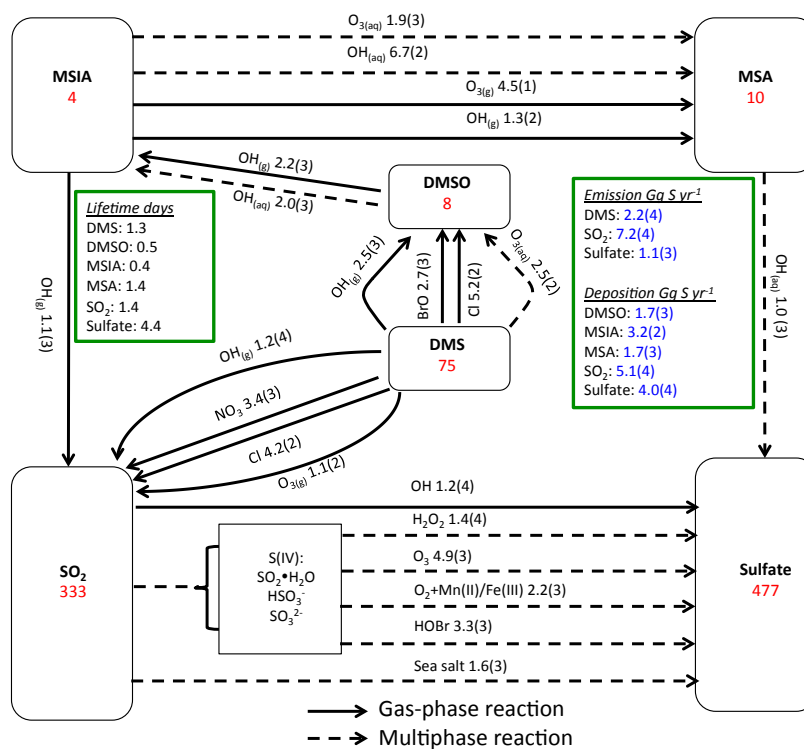 O3(aq) 1.9(3)
OH(aq) 6.7(2)
MSIA
4
MSA
10
O3(g) 4.5(1)
OH(g) 1.3(2)
OH(g) 2.2(3)
OH(aq) 2.0(3)
DMSO
8
Lifetime days
DMS: 1.3
DMSO: 0.5
MSIA: 0.4
MSA: 1.4
SO2: 1.4
Sulfate: 4.4
Emission Gg S yr-1
DMS: 2.2(4)
SO2: 7.2(4)
Sulfate: 1.1(3)
Deposition Gg S yr-1
DMSO: 1.7(3)
MSIA: 3.2(2)
MSA: 1.7(3)
SO2: 5.1(4)
Sulfate: 4.0(4)
OH(g) 1.1(3)
OH(g) 2.5(3)
BrO 2.7(3)
Cl 5.2(2)
O3(aq) 2.5(2)
OH(aq) 1.0 (3)
DMS
75
OH(g) 1.2(4)
NO3 3.4(3)
Cl 4.2(2)
O3(g) 1.1(2)
OH 1.2(4)
H2O2 1.4(4)
S(IV):
SO2•H2O
HSO3-
SO32-
O3 4.9(3)
SO2
333
O2+Mn(II)/Fe(III) 2.2(3)
Sulfate
477
HOBr 3.3(3)
Sea salt 1.6(3)
Gas-phase reaction
Multiphase reaction